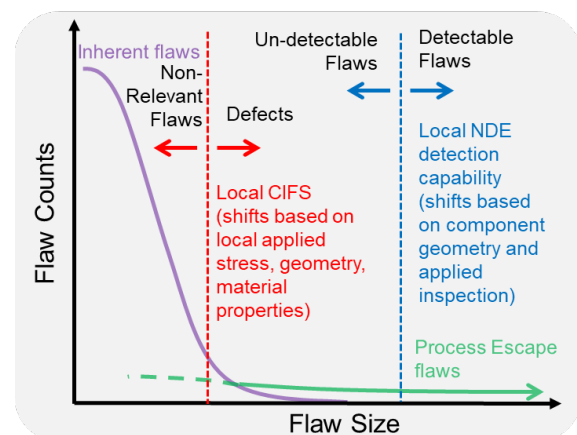 Inherent flaws
Non-
Relevant
Flaws
Defects
Un-detectable
Flaws
Detectable
Flaws
Local CIFS
(shifts based on
local applied
stress, geometry,
material
properties)
Local NDE
detection
capability
(shifts based
on component
geometry and
applied
inspection)
Process Escape
flaws
Flaw Counts
Flaw Size